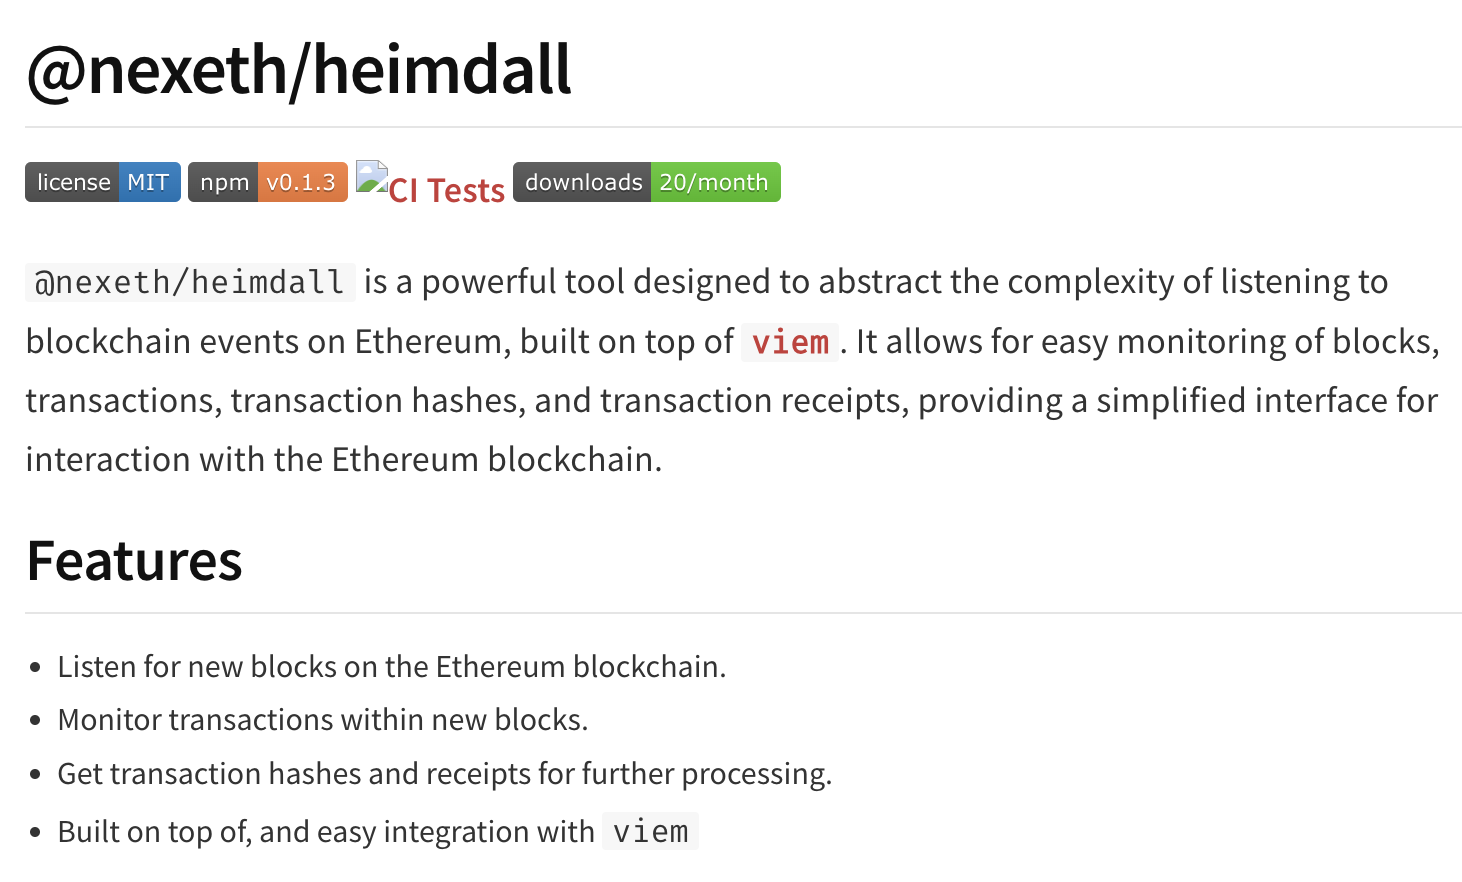 @nexeth/heimdall
license MIT npm v0.1.3 CI Tests downloads 20/month
@nexeth/heimdall is a powerful tool designed to abstract the complexity of listening to
blockchain events on Ethereum, built on top of viem. It allows for easy monitoring of blocks,
transactions, transaction hashes, and transaction receipts, providing a simplified interface for
interaction with the Ethereum blockchain.
Features
• Listen for new blocks on the Ethereum blockchain.
• Monitor transactions within new blocks.
• Get transaction hashes and receipts for further processing.
• Built on top of, and easy integration with viem